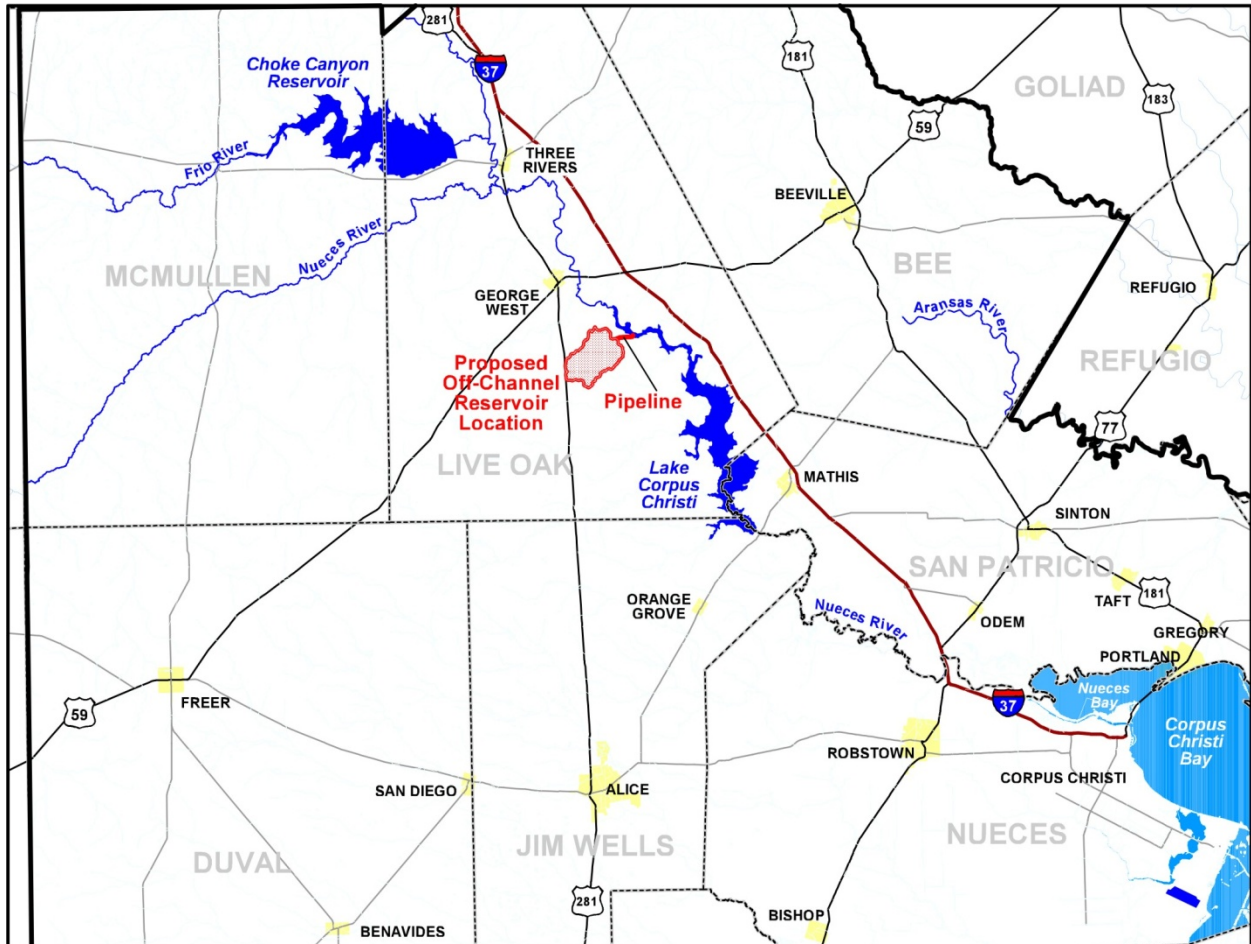 281
37
Choke Canyon
Reservoir
181
GOLIAD
183
59
THREE
RIVERS
Frio River
BEEVILLE
Nueces River
MCMULLEN
BEE
GEORGE
WEST
REFUGIO
Aransas River
REFUGIO
Proposed
Off-Channel
Reservoir
Location
Pipeline
77
LIVE OAK
Lake
Corpus
Christi
MATHIS
SINTON
SAN PATRICIO
ORANGE
GROVE
Nueces River
TAFT
181
ODEM
GREGORY
PORTLAND
Nueces
Bay
FREER
59
37
Corpus
Christi
Bay
ROBSTOWN
CORPUS CHRISTI
SAN DIEGO
ALICE
NUECES
JIM WELLS
DUVAL
281
BISHOP
BENAVIDES